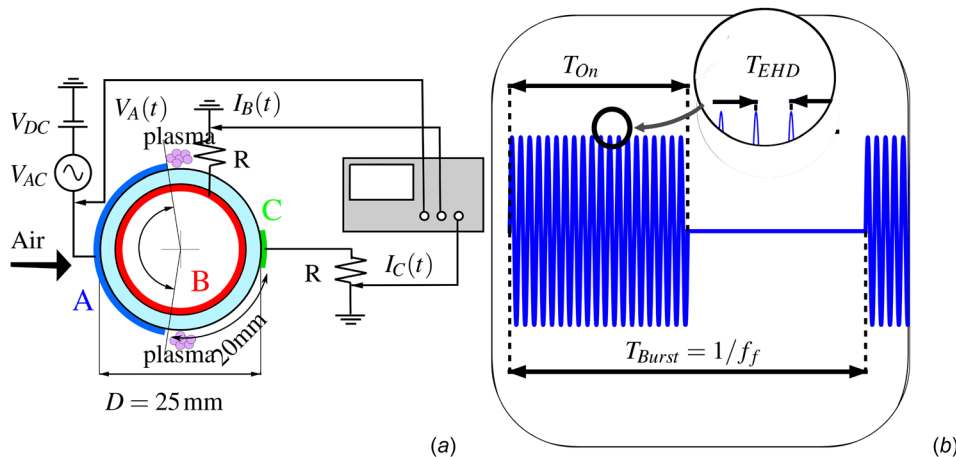 V_A(t)
I_B(t)
V_DC
plasma
R
V_AC
C
Air
A
B
R
I_C(t)
plasma
20mm
D = 25 mm
(a)
T_On
T_EHD
T_Burst = 1/f_f
(b)